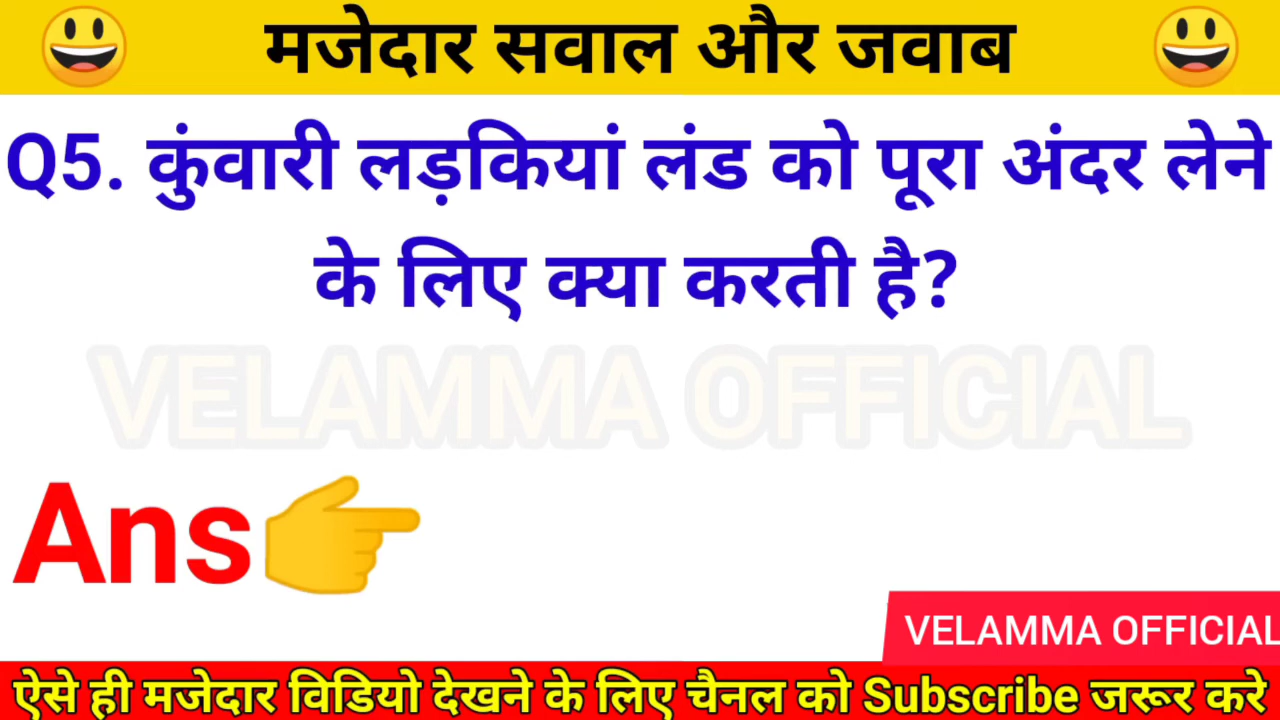 मजेदार सवाल और जवाब
Q5. कुंवारी लड़कियां लंड को पूरा अंदर लेने
के लिए क्या करती है?
VELAMMA OFFICIAL
Ans
VELAMMA OFFICIAL
ऐसे ही मजेदार विडियो देखने के लिए चैनल को Subscribe जरूर करे